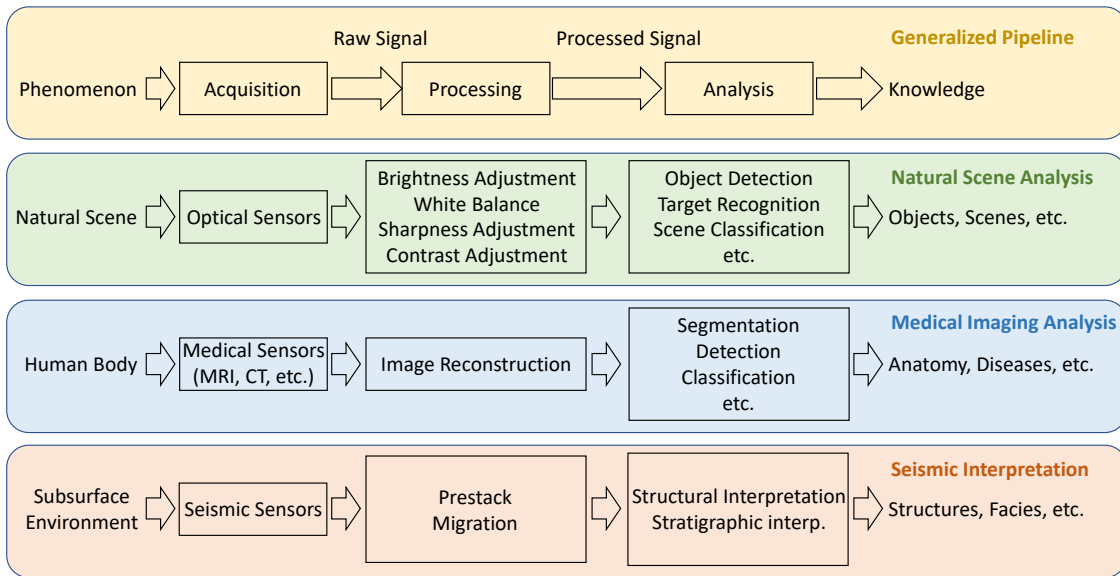 Raw Signal
Processed Signal
Generalized Pipeline
Phenomenon
Acquisition
Processing
Analysis
Knowledge
Natural Scene Analysis
Natural Scene
Optical Sensors
Brightness Adjustment
White Balance
Sharpness Adjustment
Contrast Adjustment
Object Detection
Target Recognition
Scene Classification
etc.
Objects, Scenes, etc.
Medical Imaging Analysis
Human Body
Medical Sensors
(MRI, CT, etc.)
Image Reconstruction
Segmentation
Detection
Classification
etc.
Anatomy, Diseases, etc.
Seismic Interpretation
Subsurface
Environment
Seismic Sensors
Prestack
Migration
Structural Interpretation
Stratigraphic interp.
Structures, Facies, etc.